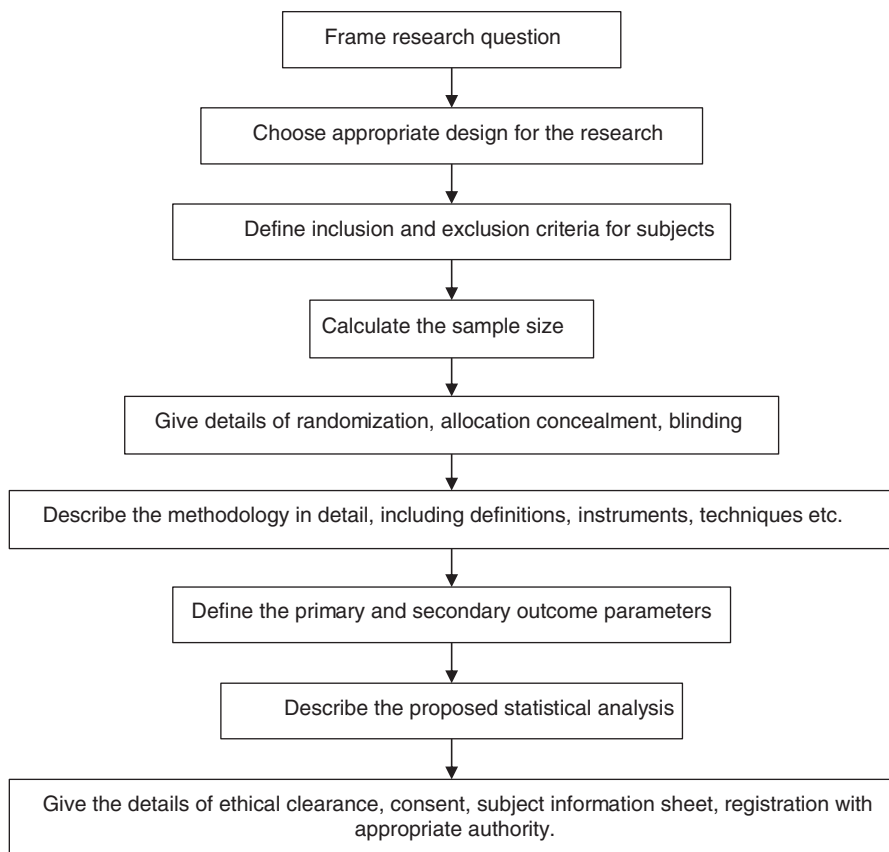 Frame research question
Choose appropriate design for the research
Define inclusion and exclusion criteria for subjects
Calculate the sample size
Give details of randomization, allocation concealment, blinding
Describe the methodology in detail, including definitions, instruments, techniques etc.
Define the primary and secondary outcome parameters
Describe the proposed statistical analysis
Give the details of ethical clearance, consent, subject information sheet, registration with
appropriate authority.